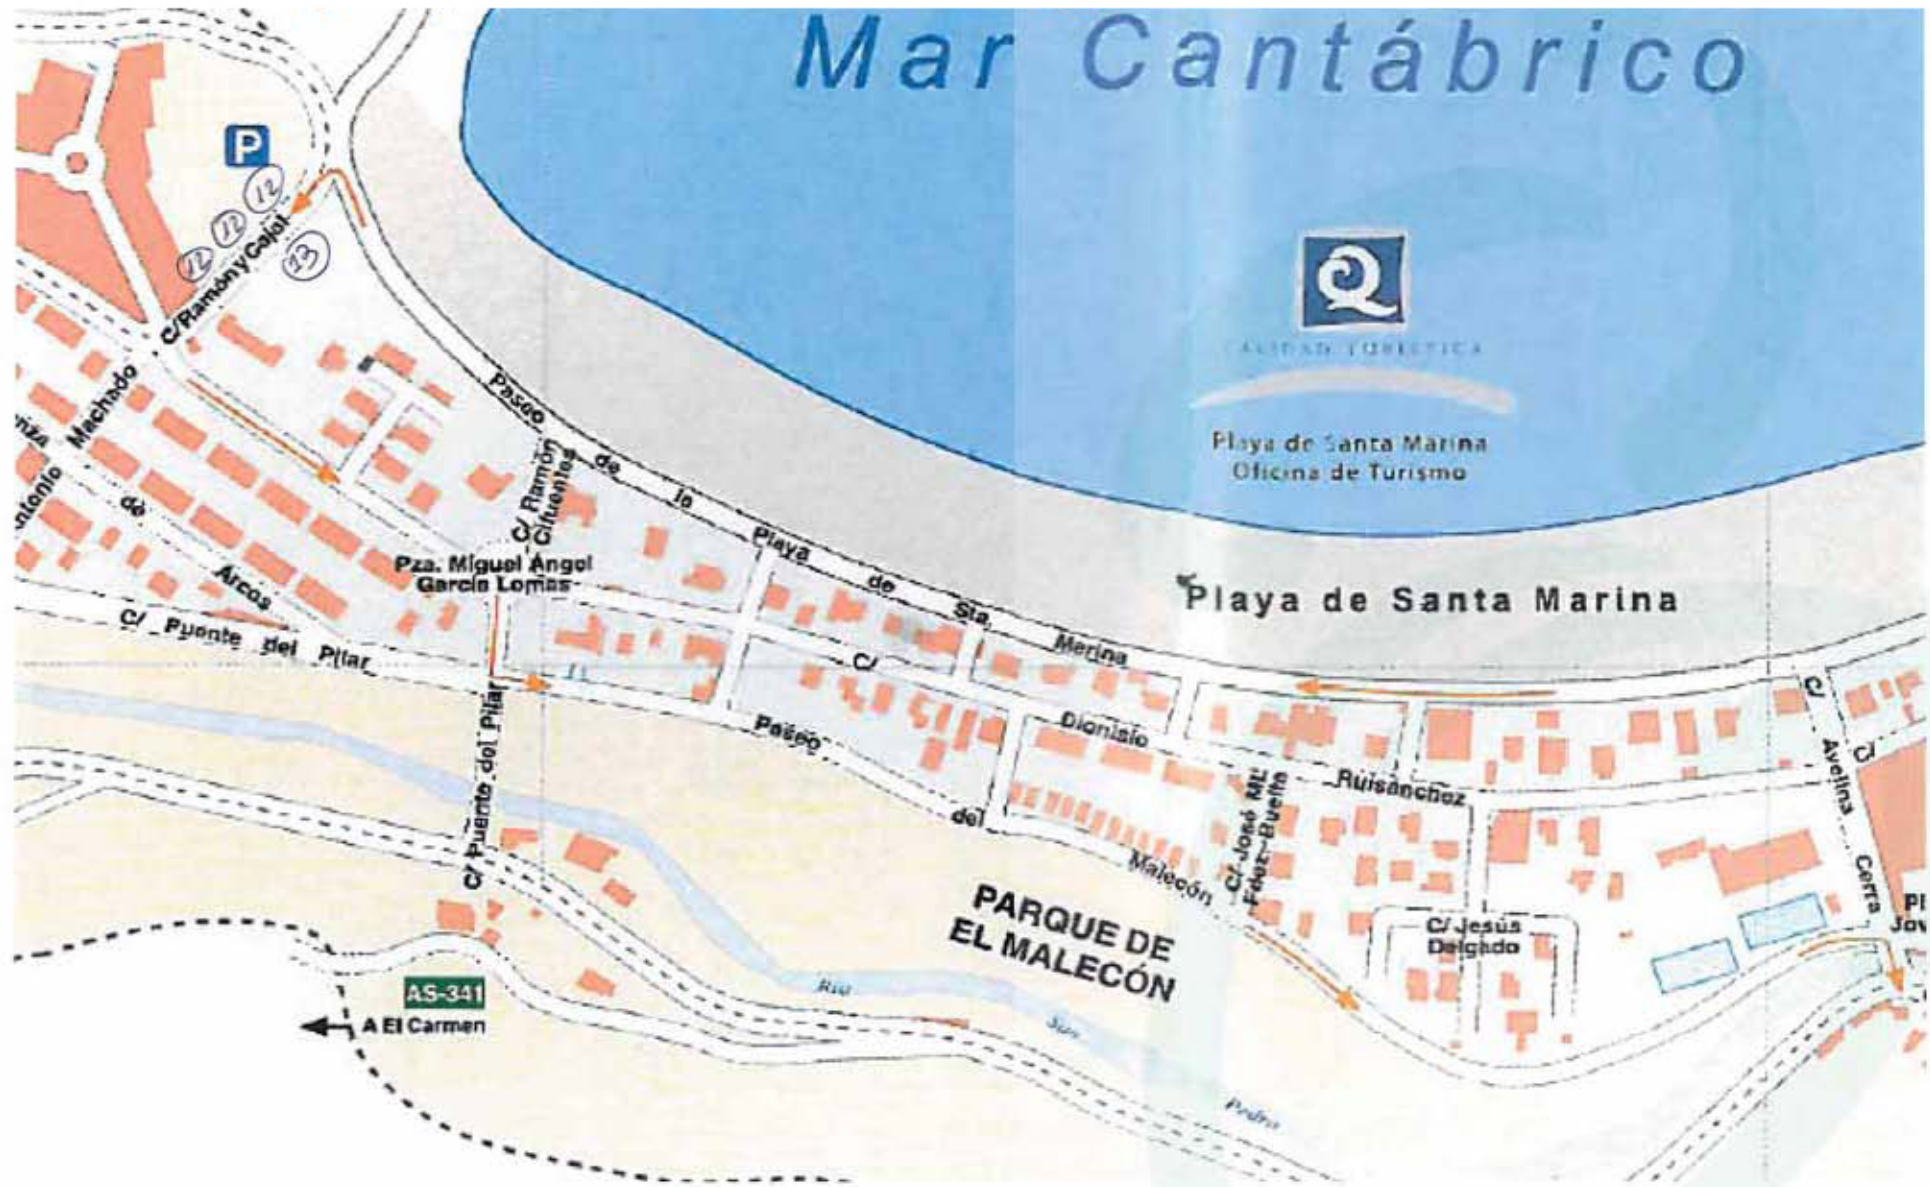 Mar Cantábrico
P
12
12
12
13
C/ Ramón y Cajal
CALIDAD TURÍSTICA
Playa de Santa Marina
Oficina de Turismo
Machado
Antonio
de
Arcos
Paseo de la Playa de Sta. Marina
C/ Ramón
Cifuentes
Pza. Miguel Angel
García Lomas
Playa de Santa Marina
C/ Puente del Pilar
C/ Puente del Pilar
C/ Dionisio Ruisánchez
Paseo del Malecón
C/ José Mª
Fdez.-Buelta
C/ Avelina Cerra
C/
PARQUE DE
EL MALECÓN
C/ Jesús
Delgado
AS-341
A El Carmen
Río San Pedro